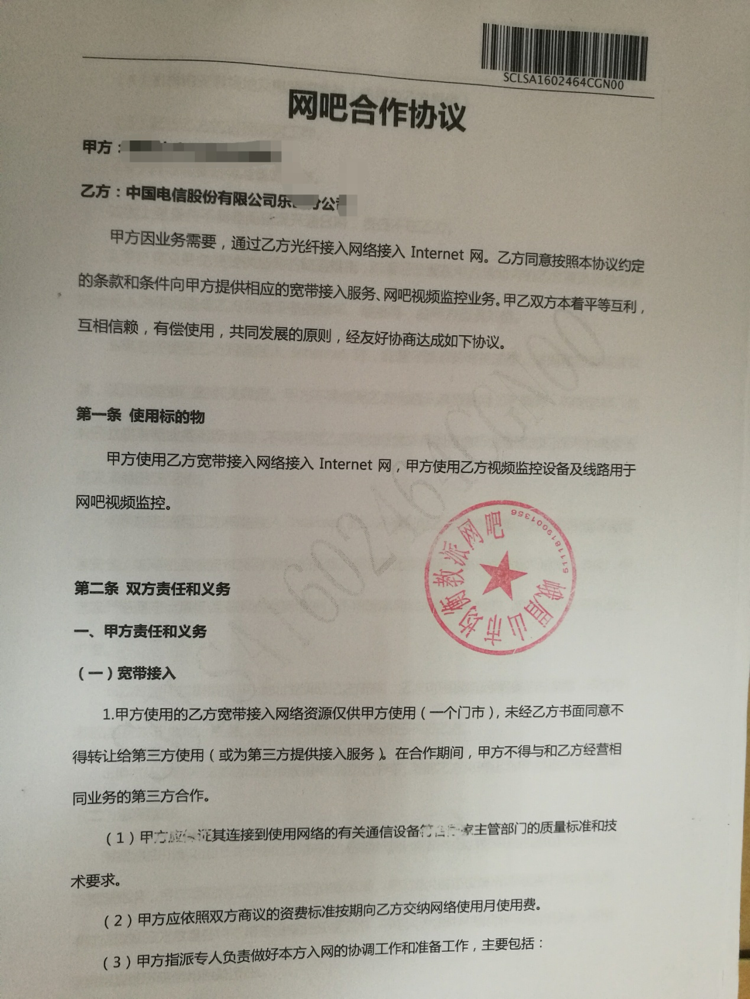 SCLSA1602464CGN00
网吧合作协议
甲方：
乙方：中国电信股份有限公司乐 分公
甲方因业务需要，通过乙方光纤接入网络接入 Internet 网。乙方同意按照本协议约定
的条款和条件向甲方提供相应的宽带接入服务、网吧视频监控业务。甲乙双方本着平等互利，
互相信赖，有偿使用，共同发展的原则，经友好协商达成如下协议。
第一条 使用标的物
甲方使用乙方宽带接入网络接入 Internet 网，甲方使用乙方视频监控设备及线路用于
网吧视频监控。
峨眉山市均衡教派网吧
5111819001356
第二条 双方责任和义务
一、甲方责任和义务
（一）宽带接入
1.甲方使用的乙方宽带接入网络资源仅供甲方使用（一个门市），未经乙方书面同意不
得转让给第三方使用（或为第三方提供接入服务）。在合作期间，甲方不得与和乙方经营相
同业务的第三方合作。
（1）甲方应 证其连接到使用网络的有关通信设备符合 家主管部门的质量标准和技
术要求。
（2）甲方应依照双方商议的资费标准按期向乙方交纳网络使用月使用费。
（3）甲方指派专人负责做好本方入网的协调工作和准备工作，主要包括：